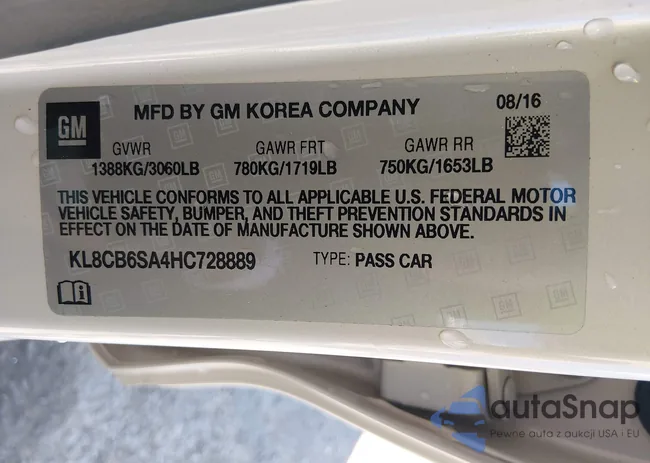 GM
MFD BY GM KOREA COMPANY
08/16
GVWR GAWR FRT GAWR RR
1388KG/3060LB 780KG/1719LB 750KG/1653LB
THIS VEHICLE CONFORMS TO ALL APPLICABLE U.S. FEDERAL MOTOR
VEHICLE SAFETY, BUMPER, AND THEFT PREVENTION STANDARDS IN
EFFECT ON THE DATE OF MANUFACTURE SHOWN ABOVE.
KL8CB6SA4HC728889 TYPE: PASS CAR
autaSnap
Pewne auta z aukcji USA i EU